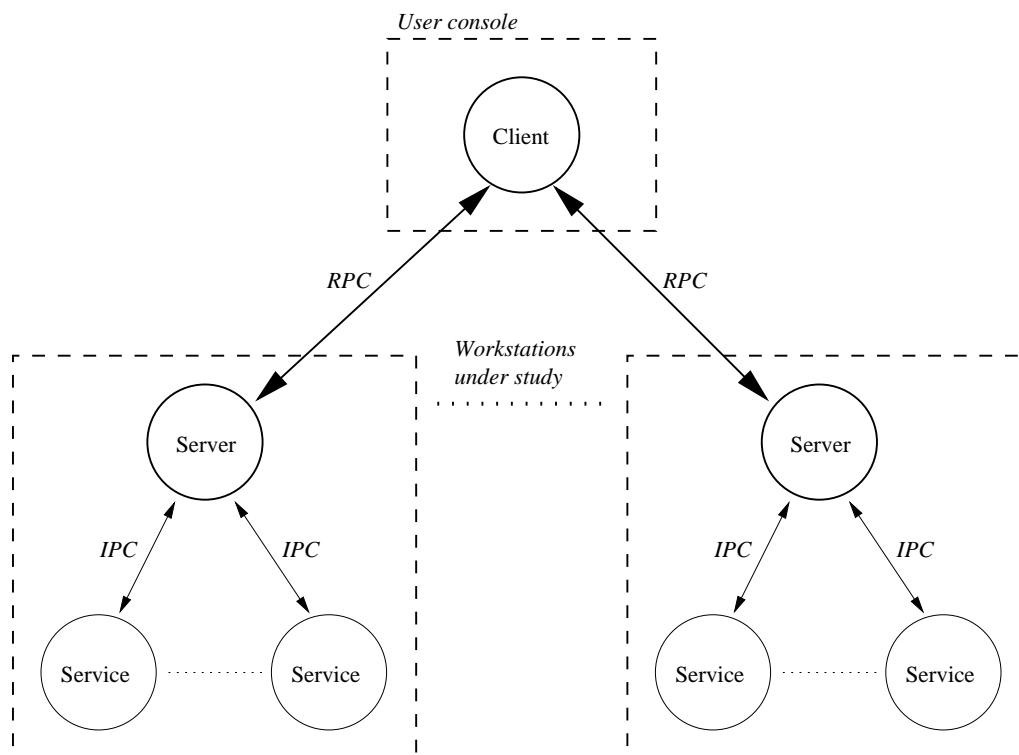 User console
Client
RPC
RPC
Workstations
under study
Server
Server
IPC
IPC
IPC
IPC
Service
Service
Service
Service